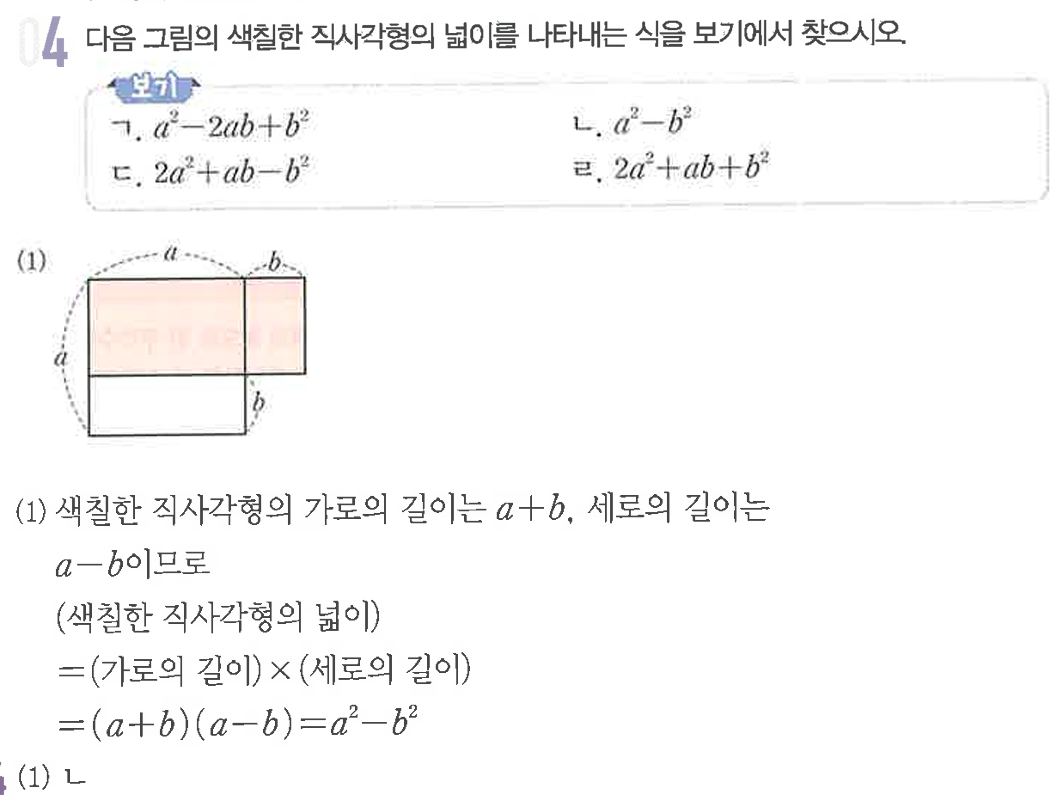 04 다음 그림의 색칠한 직사각형의 넓이를 나타내는 식을 보기에서 찾으시오.
보기
ㄱ. a²-2ab+b² ㄴ. a²-b²
ㄷ. 2a²+ab-b² ㄹ. 2a²+ab+b²
(1)
a
b
a
b
(1) 색칠한 직사각형의 가로의 길이는 a+b, 세로의 길이는
a-b이므로
(색칠한 직사각형의 넓이)
=(가로의 길이)×(세로의 길이)
=(a+b)(a-b)=a²-b²
(1) ㄴ